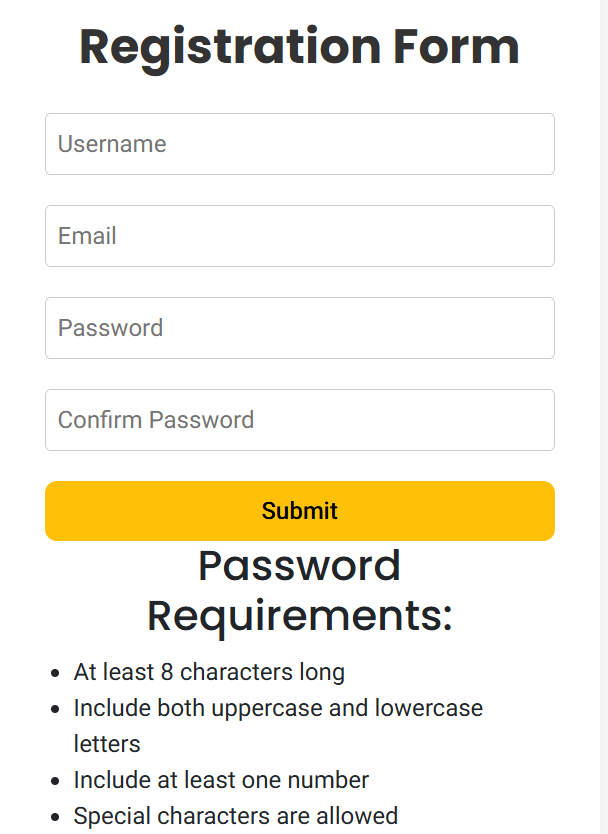 Registration Form
Username
Email
Password
Confirm Password
Submit
Password
Requirements:
At least 8 characters long
Include both uppercase and lowercase
letters
Include at least one number
Special characters are allowed